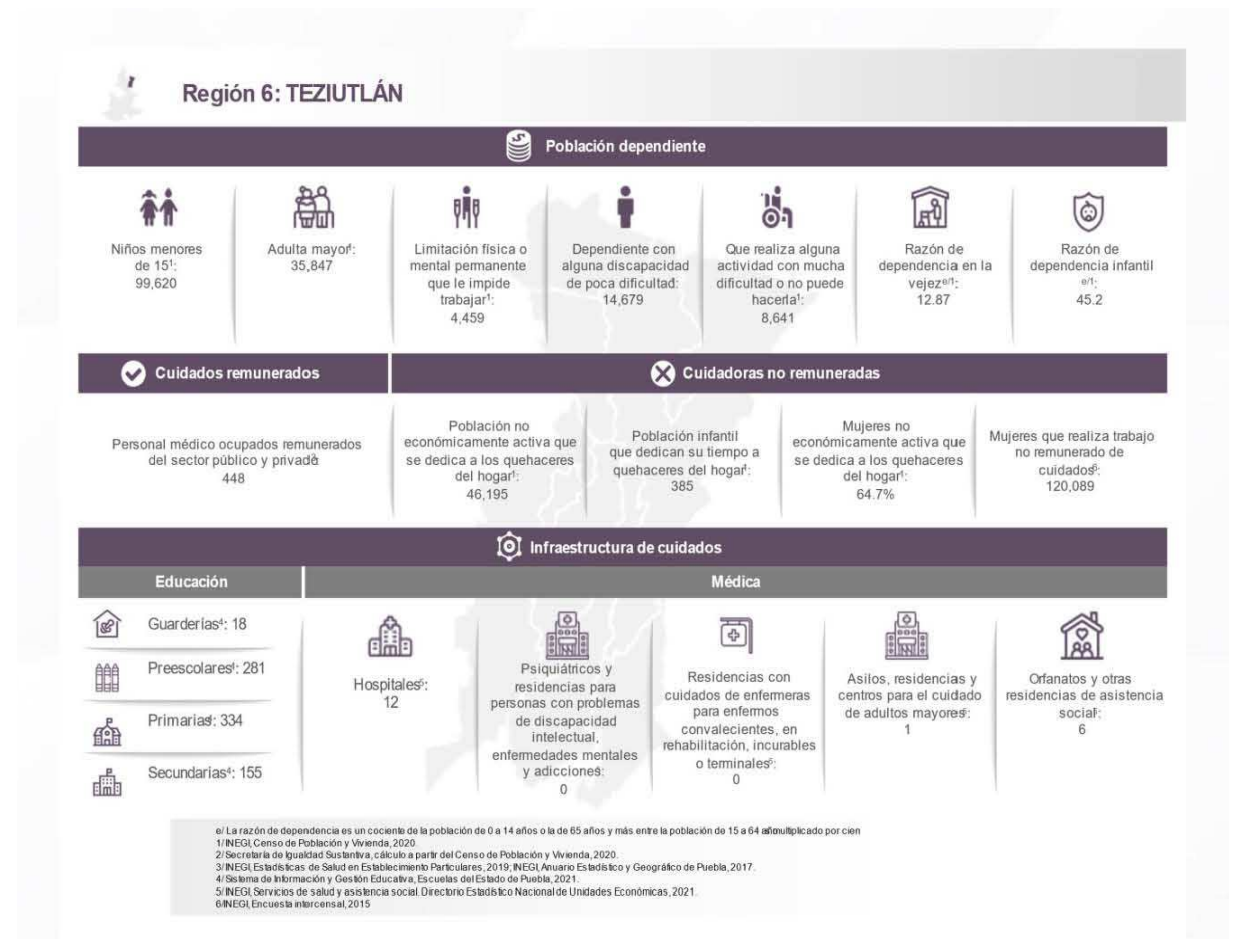 Región 6: TEZIUTLÁN
Población dependiente
Niños menores
de 15¹:
99,620
Adulta mayor¹:
35,847
Limitación física o
mental permanente
que le impide
trabajar¹:
4,459
Dependiente con
alguna discapacidad
de poca dificultad¹:
14,679
Que realiza alguna
actividad con mucha
dificultad o no puede
hacerla¹:
8,641
Razón de
dependencia en la
vejezᵉ/¹:
12.87
Razón de
dependencia infantil
ᵉ/¹:
45.2
Cuidados remunerados
Cuidadoras no remuneradas
Personal médico ocupados remunerados
del sector público y privado³:
448
Población no
económicamente activa que
se dedica a los quehaceres
del hogar¹:
46,195
Población infantil
que dedican su tiempo a
quehaceres del hogar¹:
385
Mujeres no
económicamente activa que
se dedica a los quehaceres
del hogar¹:
64.7%
Mujeres que realiza trabajo
no remunerado de
cuidados⁶:
120,089
Infraestructura de cuidados
Educación
Médica
Guarderías⁴: 18
Preescolares⁴: 281
Primarias⁴: 334
Secundarias⁴: 155
Hospitales⁵:
12
Psiquiátricos y
residencias para
personas con problemas
de discapacidad
intelectual,
enfermedades mentales
y adicciones⁵:
0
Residencias con
cuidados de enfermeras
para enfermos
convalecientes, en
rehabilitación, incurables
o terminales⁵:
0
Asilos, residencias y
centros para el cuidado
de adultos mayores⁵:
1
Orfanatos y otras
residencias de asistencia
social⁵:
6
e/ La razón de dependencia es un cociente de la población de 0 a 14 años o la de 65 años y más entre la población de 15 a 64 años multiplicado por cien
1/ INEGI, Censo de Población y Vivienda, 2020.
2/ Secretaría de Igualdad Sustantiva, cálculo a partir del Censo de Población y Vivienda, 2020.
3/ INEGI, Estadísticas de Salud en Establecimiento Particulares, 2019; INEGI, Anuario Estadístico y Geográfico de Puebla, 2017.
4/ Sistema de Información y Gestión Educativa, Escuelas del Estado de Puebla, 2021.
5/ INEGI, Servicios de salud y asistencia social. Directorio Estadístico Nacional de Unidades Económicas, 2021.
6/INEGI, Encuesta intercensal, 2015